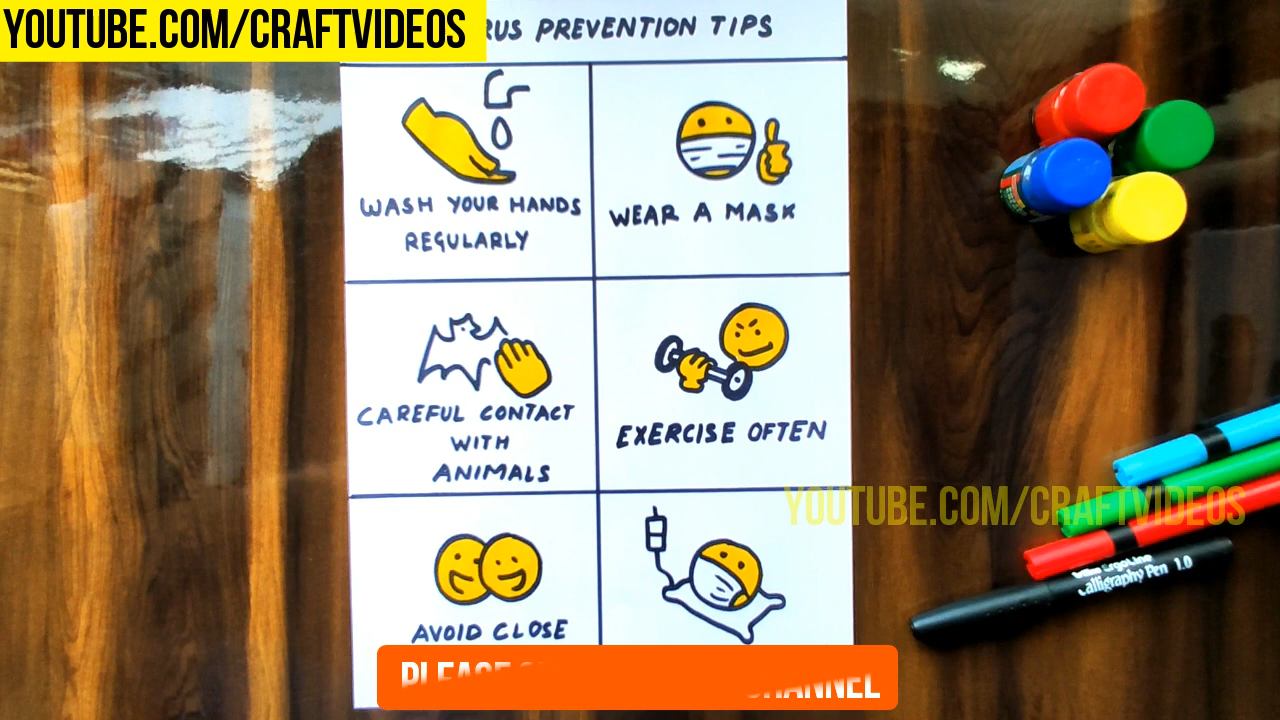 YOUTUBE.COM/CRAFTVIDEOS
PREVENTION TIPS
WASH YOUR HANDS
REGULARLY
WEAR A MASK
CAREFUL CONTACT
WITH
ANIMALS
EXERCISE OFTEN
YOUTUBE.COM/CRAFTVIDEOS
Calligraphy Pen 1.0
AVOID CLOSE
PLEASE
CHANNEL